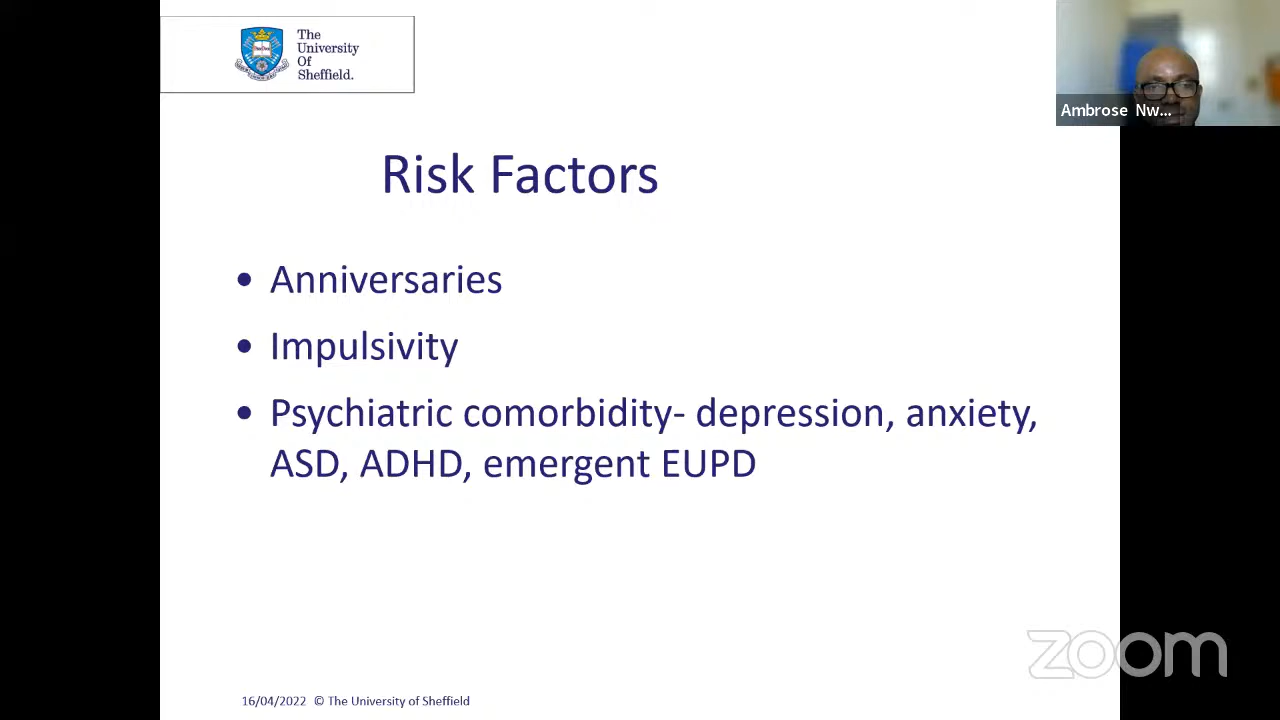 The
University
Of
Sheffield.
Ambrose Nw...
Risk Factors
• Anniversaries
• Impulsivity
• Psychiatric comorbidity- depression, anxiety,
ASD, ADHD, emergent EUPD
zoom
16/04/2022 © The University of Sheffield